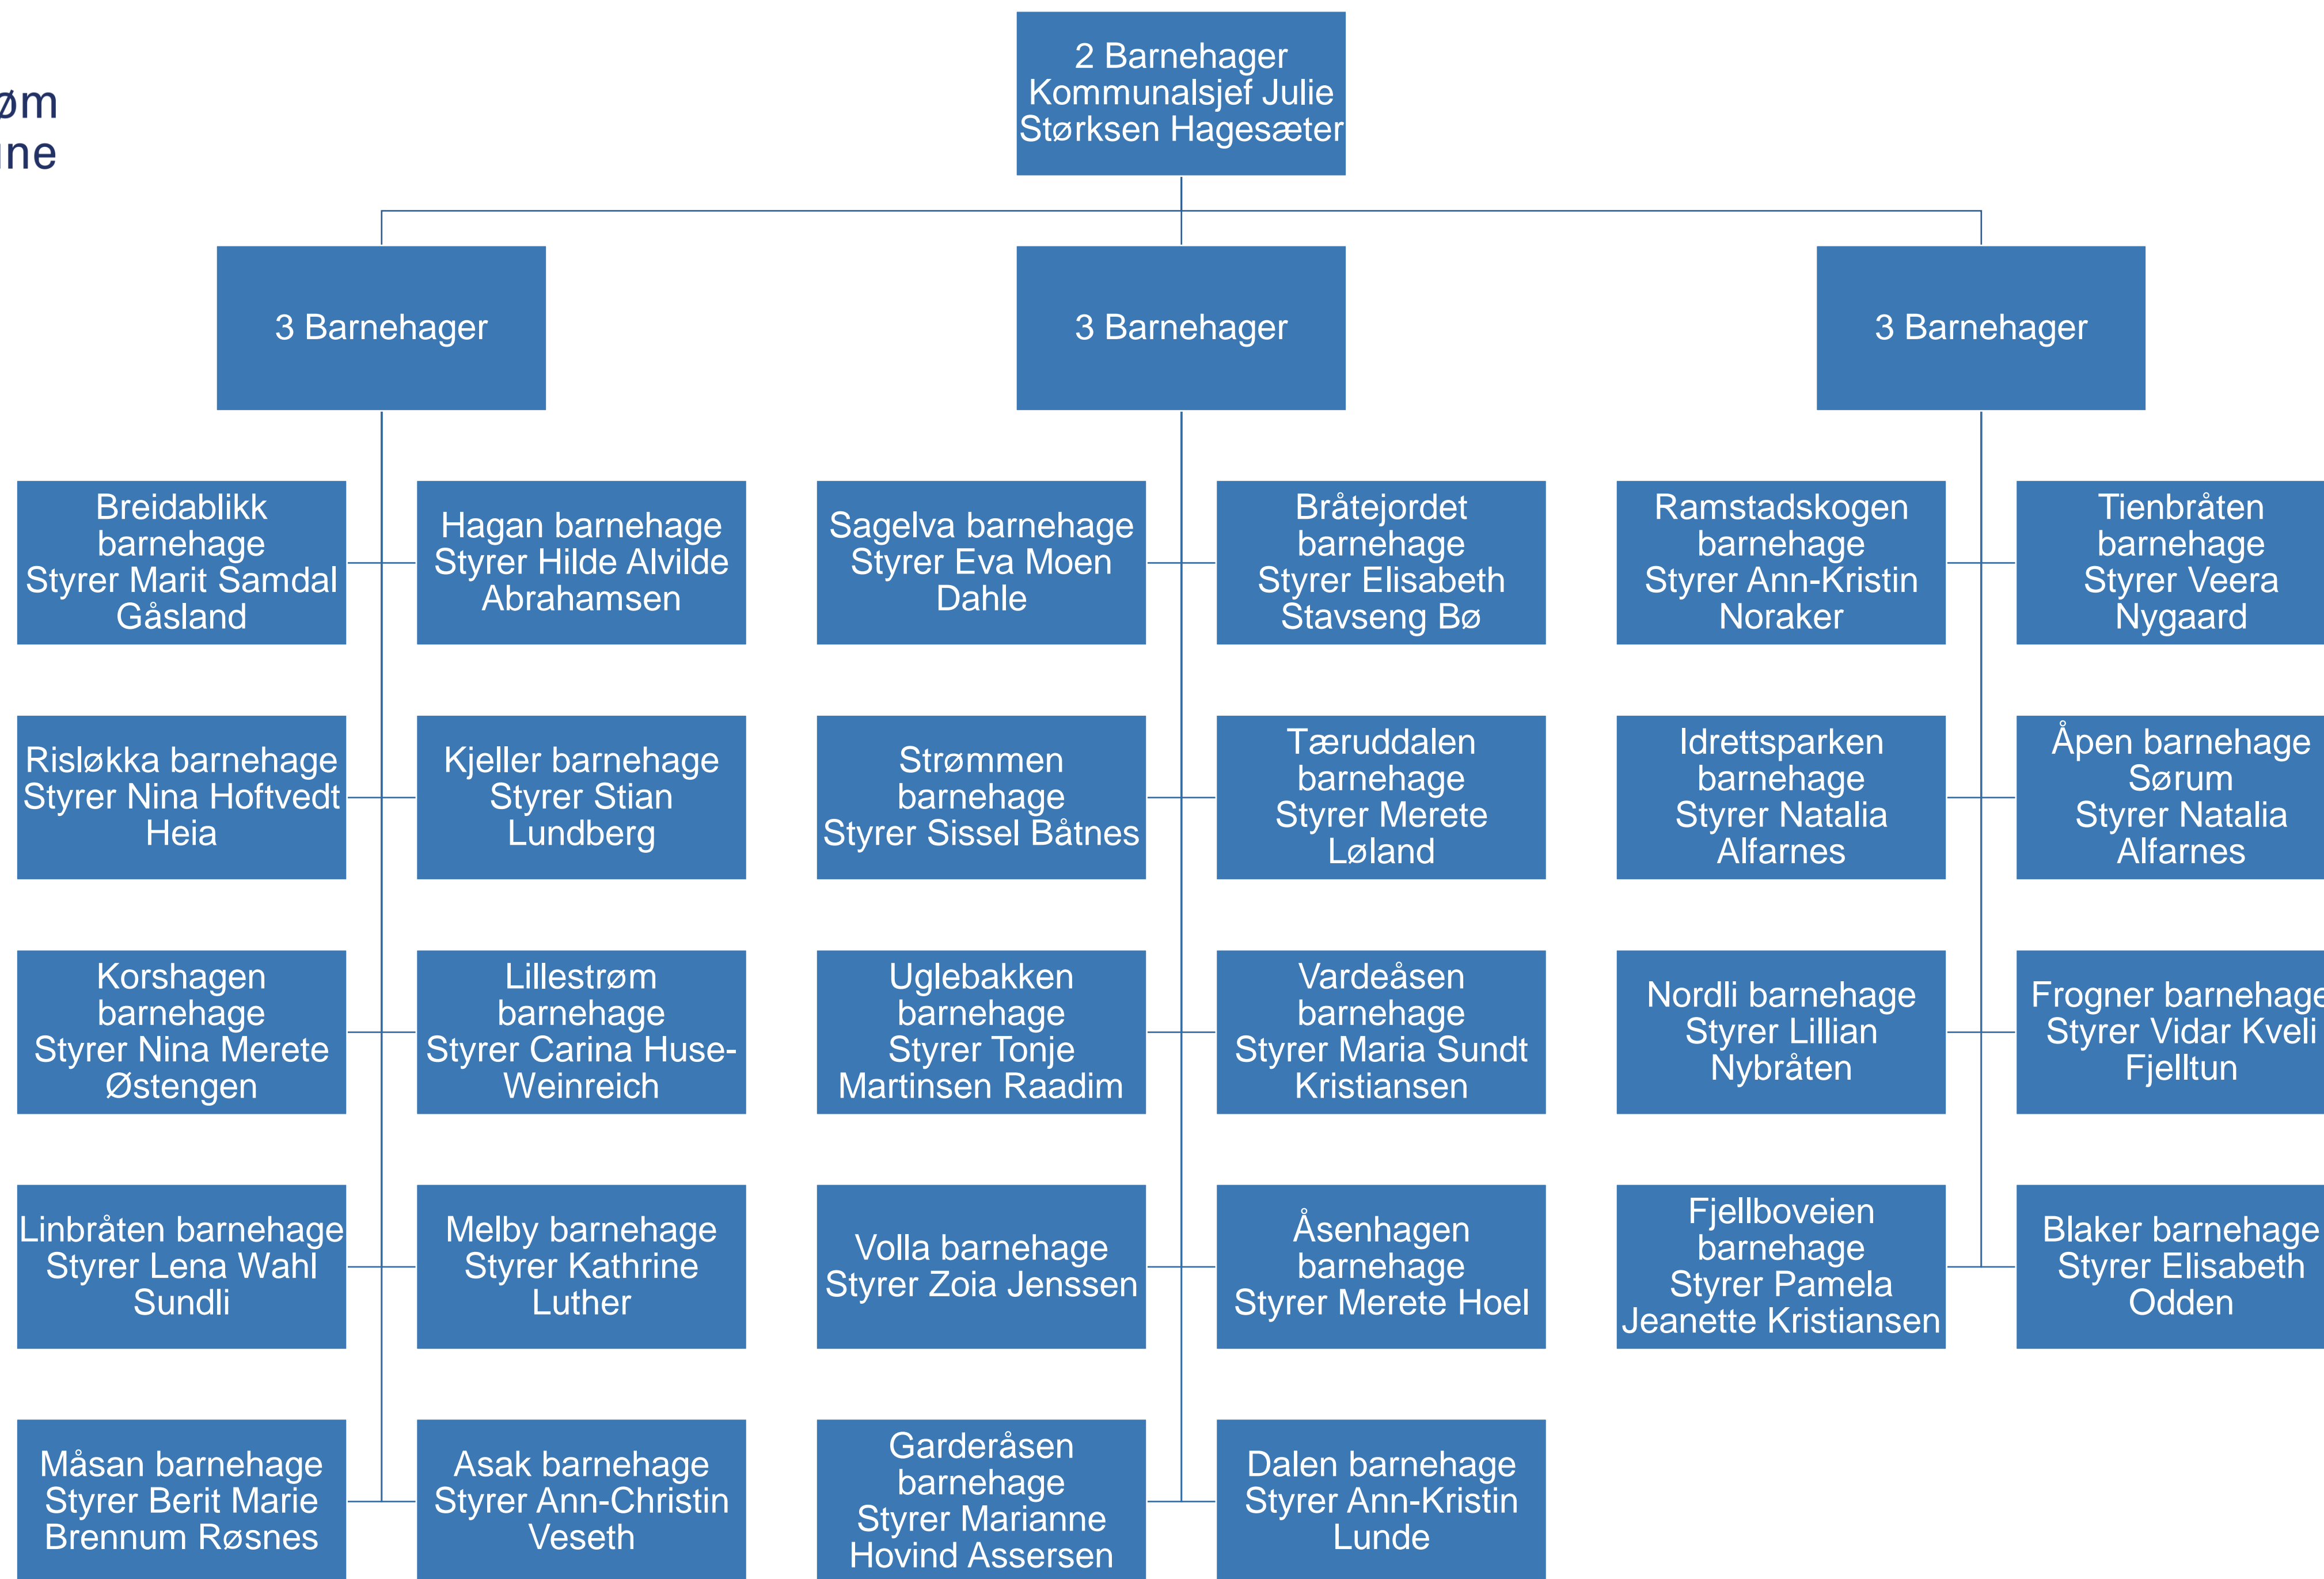 øm
une
2 Barnehager
Kommunalsjef Julie
Størksen Hagesæter
3 Barnehager
3 Barnehager
3 Barnehager
Breidablikk
barnehage
Styrer Marit Samdal
Gåsland
Hagan barnehage
Styrer Hilde Alvilde
Abrahamsen
Sagelva barnehage
Styrer Eva Moen
Dahle
Bråtejordet
barnehage
Styrer Elisabeth
Stavseng Bø
Ramstadskogen
barnehage
Styrer Ann-Kristin
Noraker
Tienbråten
barnehage
Styrer Veera
Nygaard
Risløkka barnehage
Styrer Nina Hoftvedt
Heia
Kjeller barnehage
Styrer Stian
Lundberg
Strømmen
barnehage
Styrer Sissel Båtnes
Tæruddalen
barnehage
Styrer Merete
Løland
Idrettsparken
barnehage
Styrer Natalia
Alfarnes
Åpen barnehage
Sørum
Styrer Natalia
Alfarnes
Korshagen
barnehage
Styrer Nina Merete
Østengen
Lillestrøm
barnehage
Styrer Carina Huse-
Weinreich
Uglebakken
barnehage
Styrer Tonje
Martinsen Raadim
Vardeåsen
barnehage
Styrer Maria Sundt
Kristiansen
Nordli barnehage
Styrer Lillian
Nybråten
Frogner barnehage
Styrer Vidar Kveli
Fjelltun
Linbråten barnehage
Styrer Lena Wahl
Sundli
Melby barnehage
Styrer Kathrine
Luther
Volla barnehage
Styrer Zoia Jenssen
Åsenhagen
barnehage
Styrer Merete Hoel
Fjellboveien
barnehage
Styrer Pamela
Jeanette Kristiansen
Blaker barnehage
Styrer Elisabeth
Odden
Måsan barnehage
Styrer Berit Marie
Brennum Røsnes
Asak barnehage
Styrer Ann-Christin
Veseth
Garderåsen
barnehage
Styrer Marianne
Hovind Assersen
Dalen barnehage
Styrer Ann-Kristin
Lunde